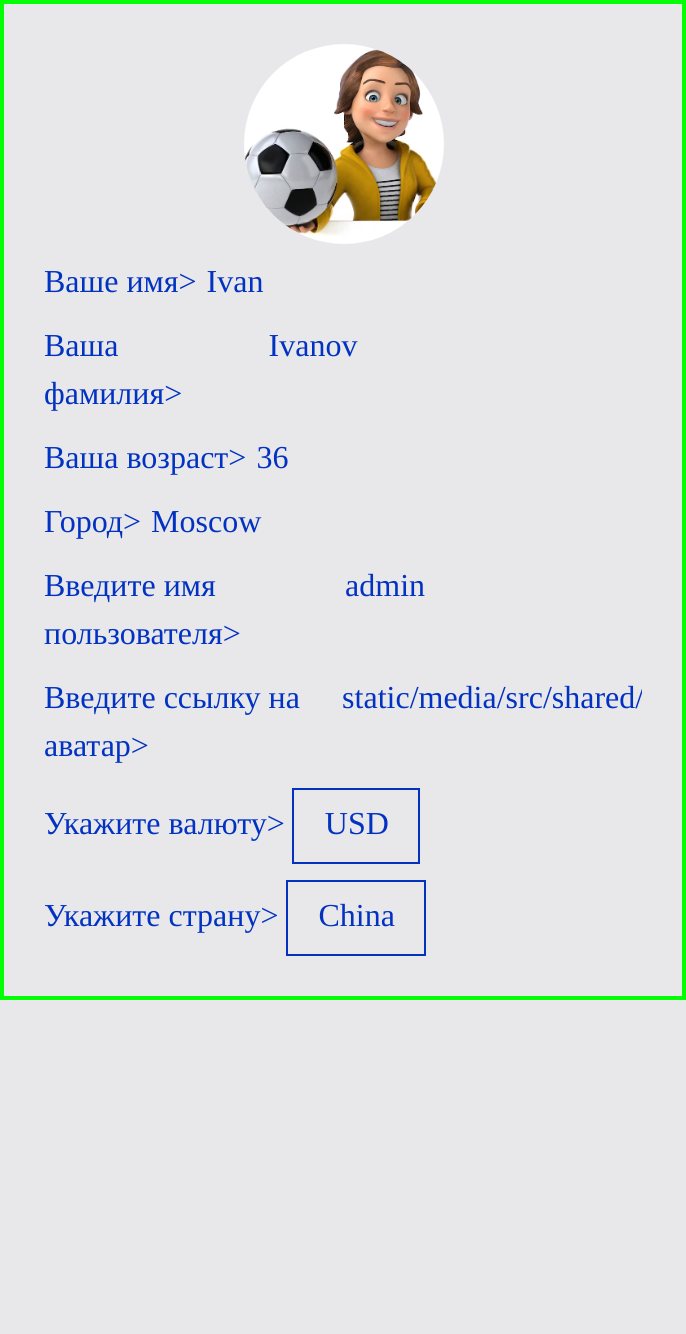 Ваше имя> Ivan
Ваша Ivanov
фамилия>
Ваша возраст> 36
Город> Moscow
Введите имя admin
пользователя>
Введите ссылку на static/media/src/shared/
аватар>
Укажите валюту> USD
Укажите страну> China